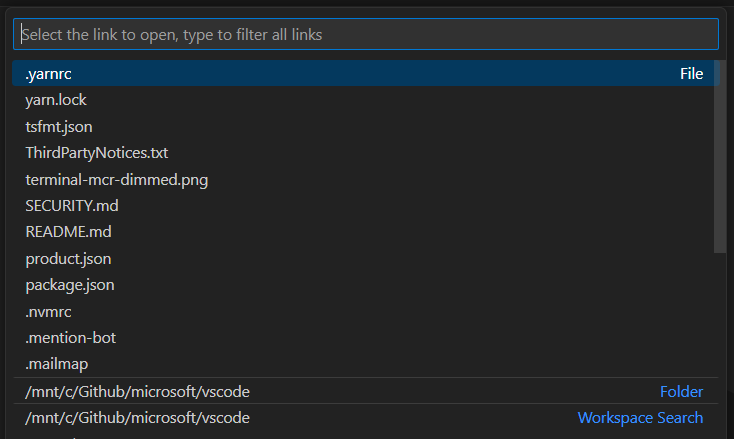 Select the link to open, type to filter all links
.yarnrc File
yarn.lock
tsfmt.json
ThirdPartyNotices.txt
terminal-mcr-dimmed.png
SECURITY.md
README.md
product.json
package.json
.nvmrc
.mention-bot
.mailmap
/mnt/c/Github/microsoft/vscode Folder
/mnt/c/Github/microsoft/vscode Workspace Search